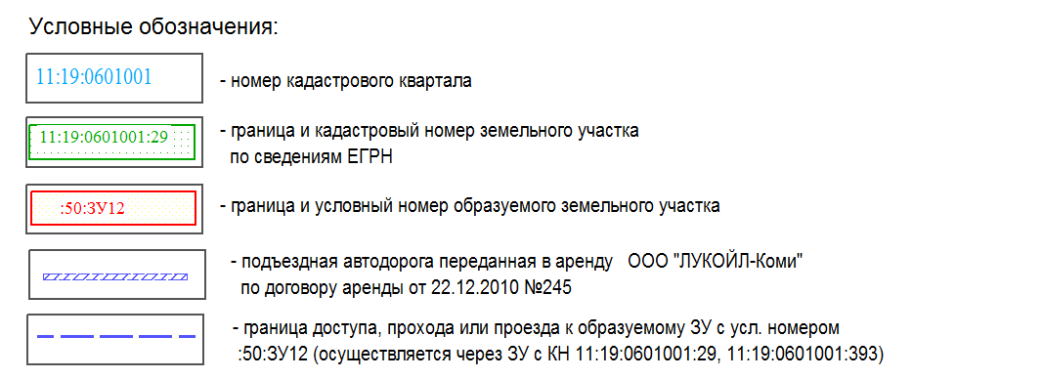 Условные обозначения:
11:19:0601001 - номер кадастрового квартала
11:19:0601001:29 - граница и кадастровый номер земельного участка
по сведениям ЕГРН
:50:ЗУ12 - граница и условный номер образуемого земельного участка
- подъездная автодорога переданная в аренду ООО "ЛУКОЙЛ-Коми"
по договору аренды от 22.12.2010 №245
- граница доступа, прохода или проезда к образуемому ЗУ с усл. номером
:50:ЗУ12 (осуществляется через ЗУ с КН 11:19:0601001:29, 11:19:0601001:393)